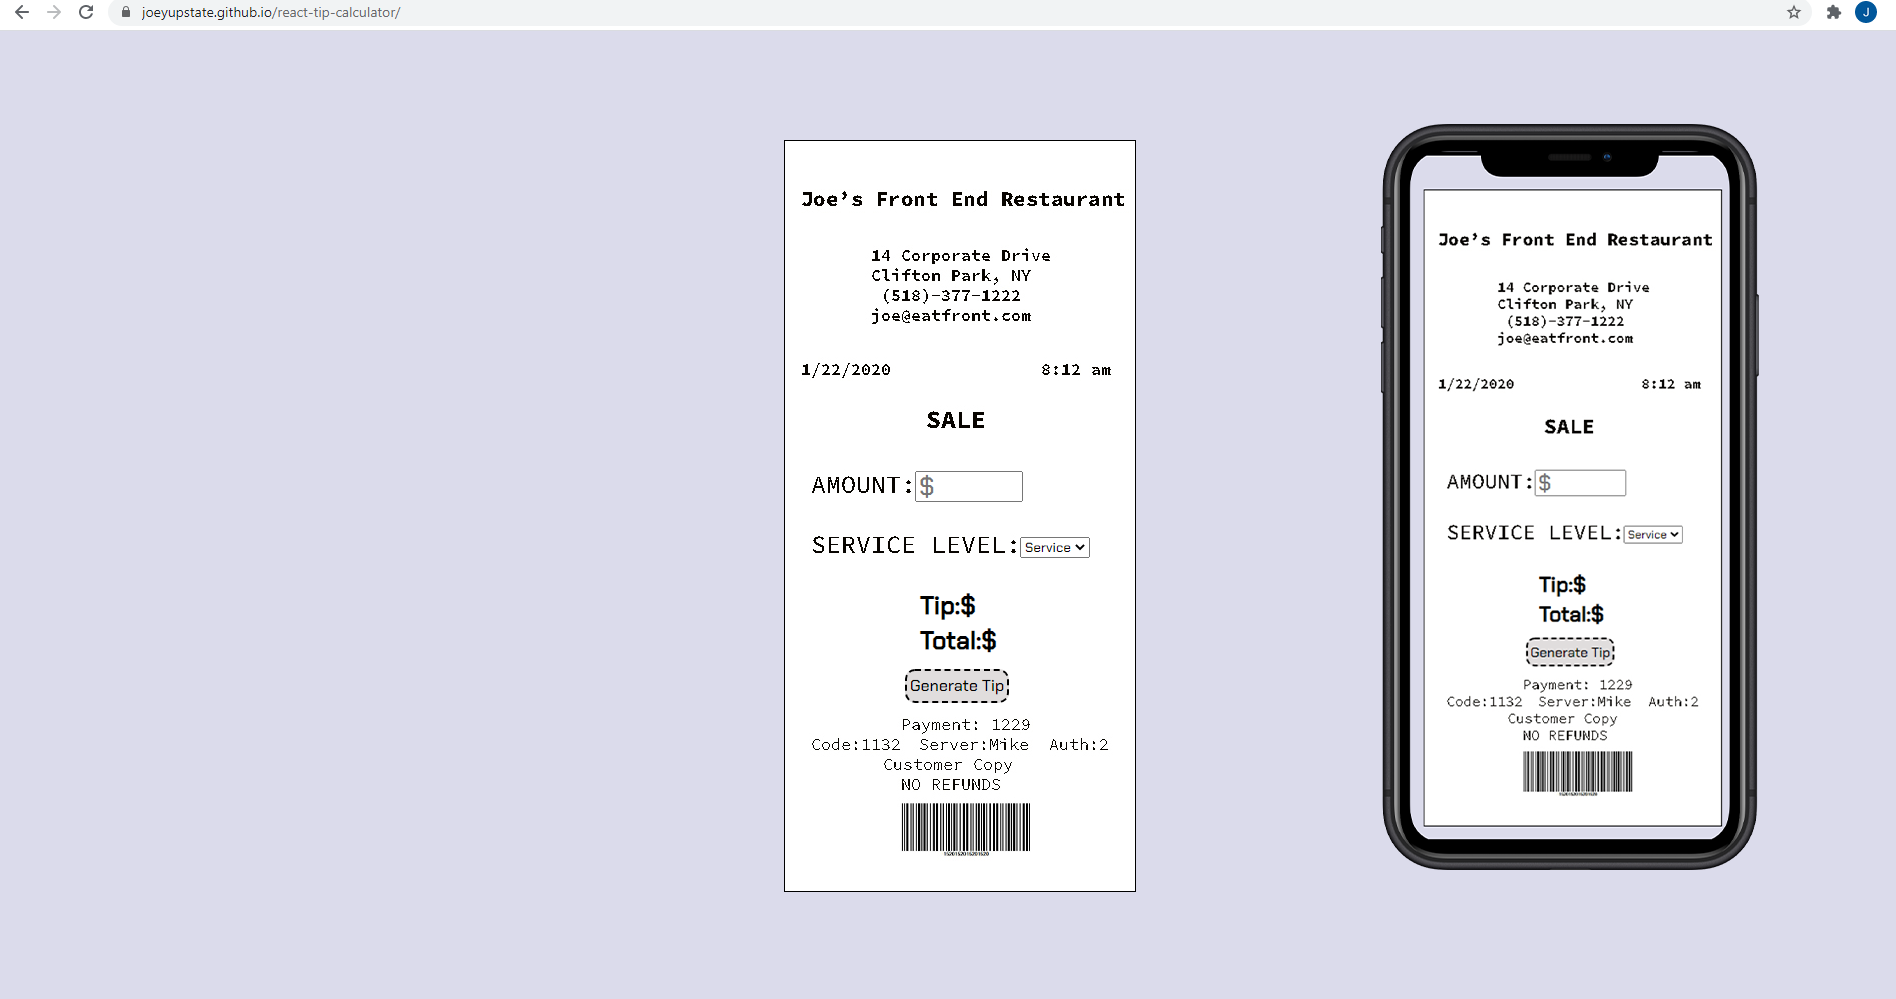 joeyupstate.github.io/react-tip-calculator/
J
Joe’s Front End Restaurant
14 Corporate Drive
Clifton Park, NY
(518)-377-1222
joe@eatfront.com
1/22/2020 8:12 am
SALE
AMOUNT: $
SERVICE LEVEL: Service
Tip:$
Total:$
Generate Tip
Payment: 1229
Code:1132 Server:Mike Auth:2
Customer Copy
NO REFUNDS
Joe’s Front End Restaurant
14 Corporate Drive
Clifton Park, NY
(518)-377-1222
joe@eatfront.com
1/22/2020 8:12 am
SALE
AMOUNT: $
SERVICE LEVEL: Service
Tip:$
Total:$
Generate Tip
Payment: 1229
Code:1132 Server:Mike Auth:2
Customer Copy
NO REFUNDS